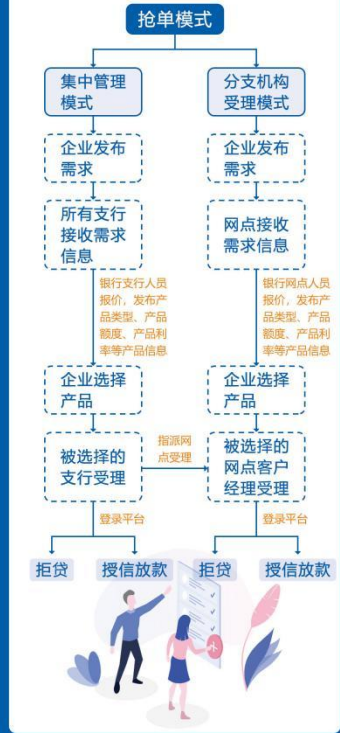 抢单模式
集中管理
模式
分支机构
受理模式
企业发布
需求
企业发布
需求
所有支行
接收需求
信息
网点接收
需求信息
银行支行人员
报价，发布产
品类型、产品
额度、产品利
率等产品信息
银行网点人员
报价，发布产
品类型、产品
额度、产品利
率等产品信息
企业选择
产品
企业选择
产品
被选择的
支行受理
指派网
点受理
被选择的
网点客户
经理受理
登录平台
登录平台
拒贷
授信放款
拒贷
授信放款